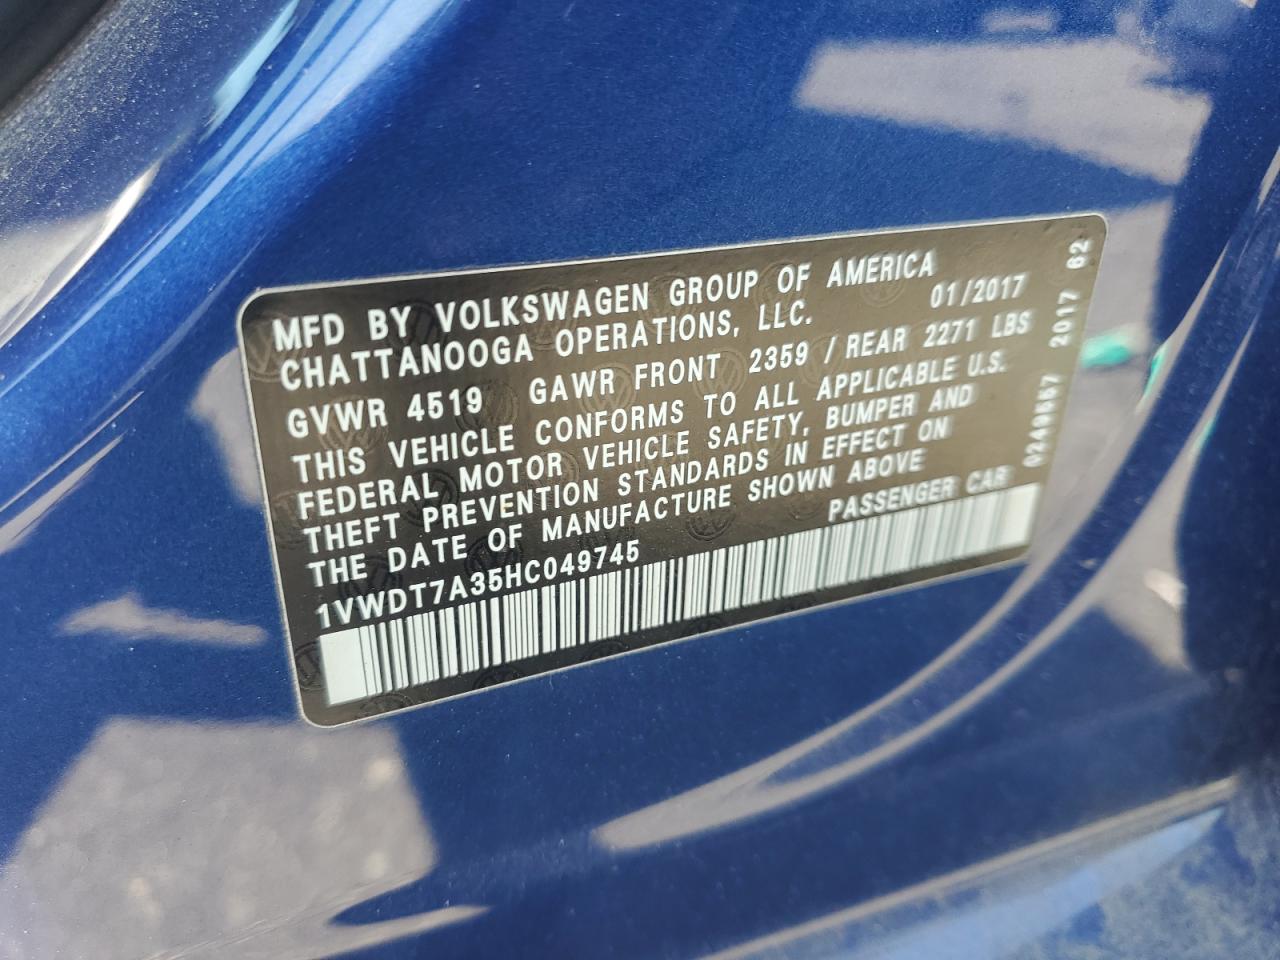 MFD BY VOLKSWAGEN GROUP OF AMERICA
CHATTANOOGA OPERATIONS, LLC.
01/2017
GVWR 4519 GAWR FRONT 2359 / REAR 2271 LBS
THIS VEHICLE CONFORMS TO ALL APPLICABLE U.S.
FEDERAL MOTOR VEHICLE SAFETY, BUMPER AND
THEFT PREVENTION STANDARDS IN EFFECT ON
THE DATE OF MANUFACTURE SHOWN ABOVE
1VWDT7A35HC049745
PASSENGER CAR
0249667 2017 62